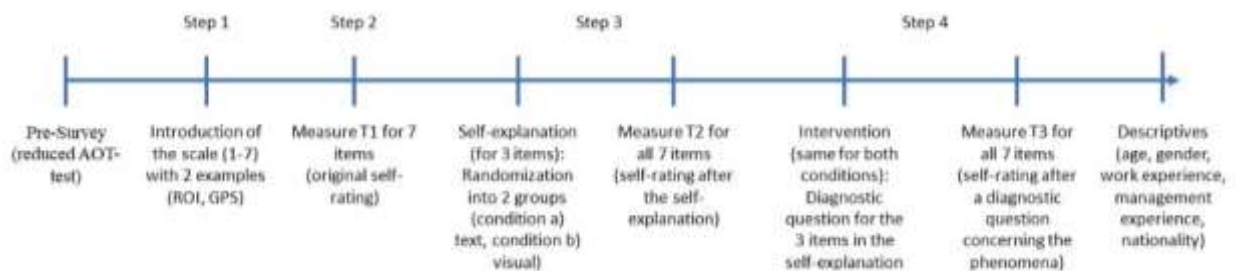 Step 1
Step 2
Step 3
Step 4
Pre-Survey
(reduced AOT-
test)
Introduction of
the scale (1-7)
with 2 examples
(ROI, GPS)
Measure T1 for 7
items
(original self-
rating)
Self-explanation
(for 3 items):
Randomization
into 2 groups
(condition a)
text, condition b)
visual)
Measure T2 for
all 7 items
(self-rating after
the self-
explanation)
Intervention
(same for both
conditions):
Diagnostic
question for the
3 items in the
self-explanation
Measure T3 for
all 7 items
(self-rating after
a diagnostic
question
concerning the
phenomena)
Descriptives
(age, gender,
work experience,
management
experience,
nationality)